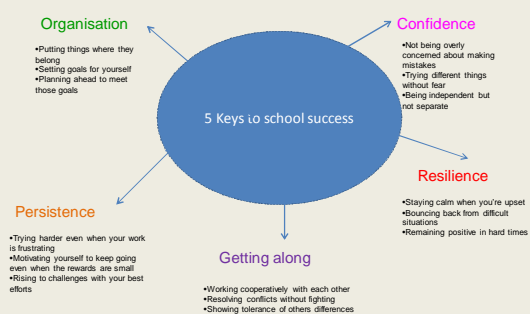 Organisation
•Putting things where they
belong
•Setting goals for yourself
•Planning ahead to meet
those goals
Confidence
•Not being overly
concerned about making
mistakes
•Trying different things
without fear
•Being independent but
not separate
5 Keys to school success
Resilience
•Staying calm when you're upset
•Bouncing back from difficult
situations
•Remaining positive in hard times
Persistence
•Trying harder even when your work
is frustrating
•Motivating yourself to keep going
even when the rewards are small
•Rising to challenges with your best
efforts
Getting along
•Working cooperatively with each other
•Resolving conflicts without fighting
•Showing tolerance of others differences